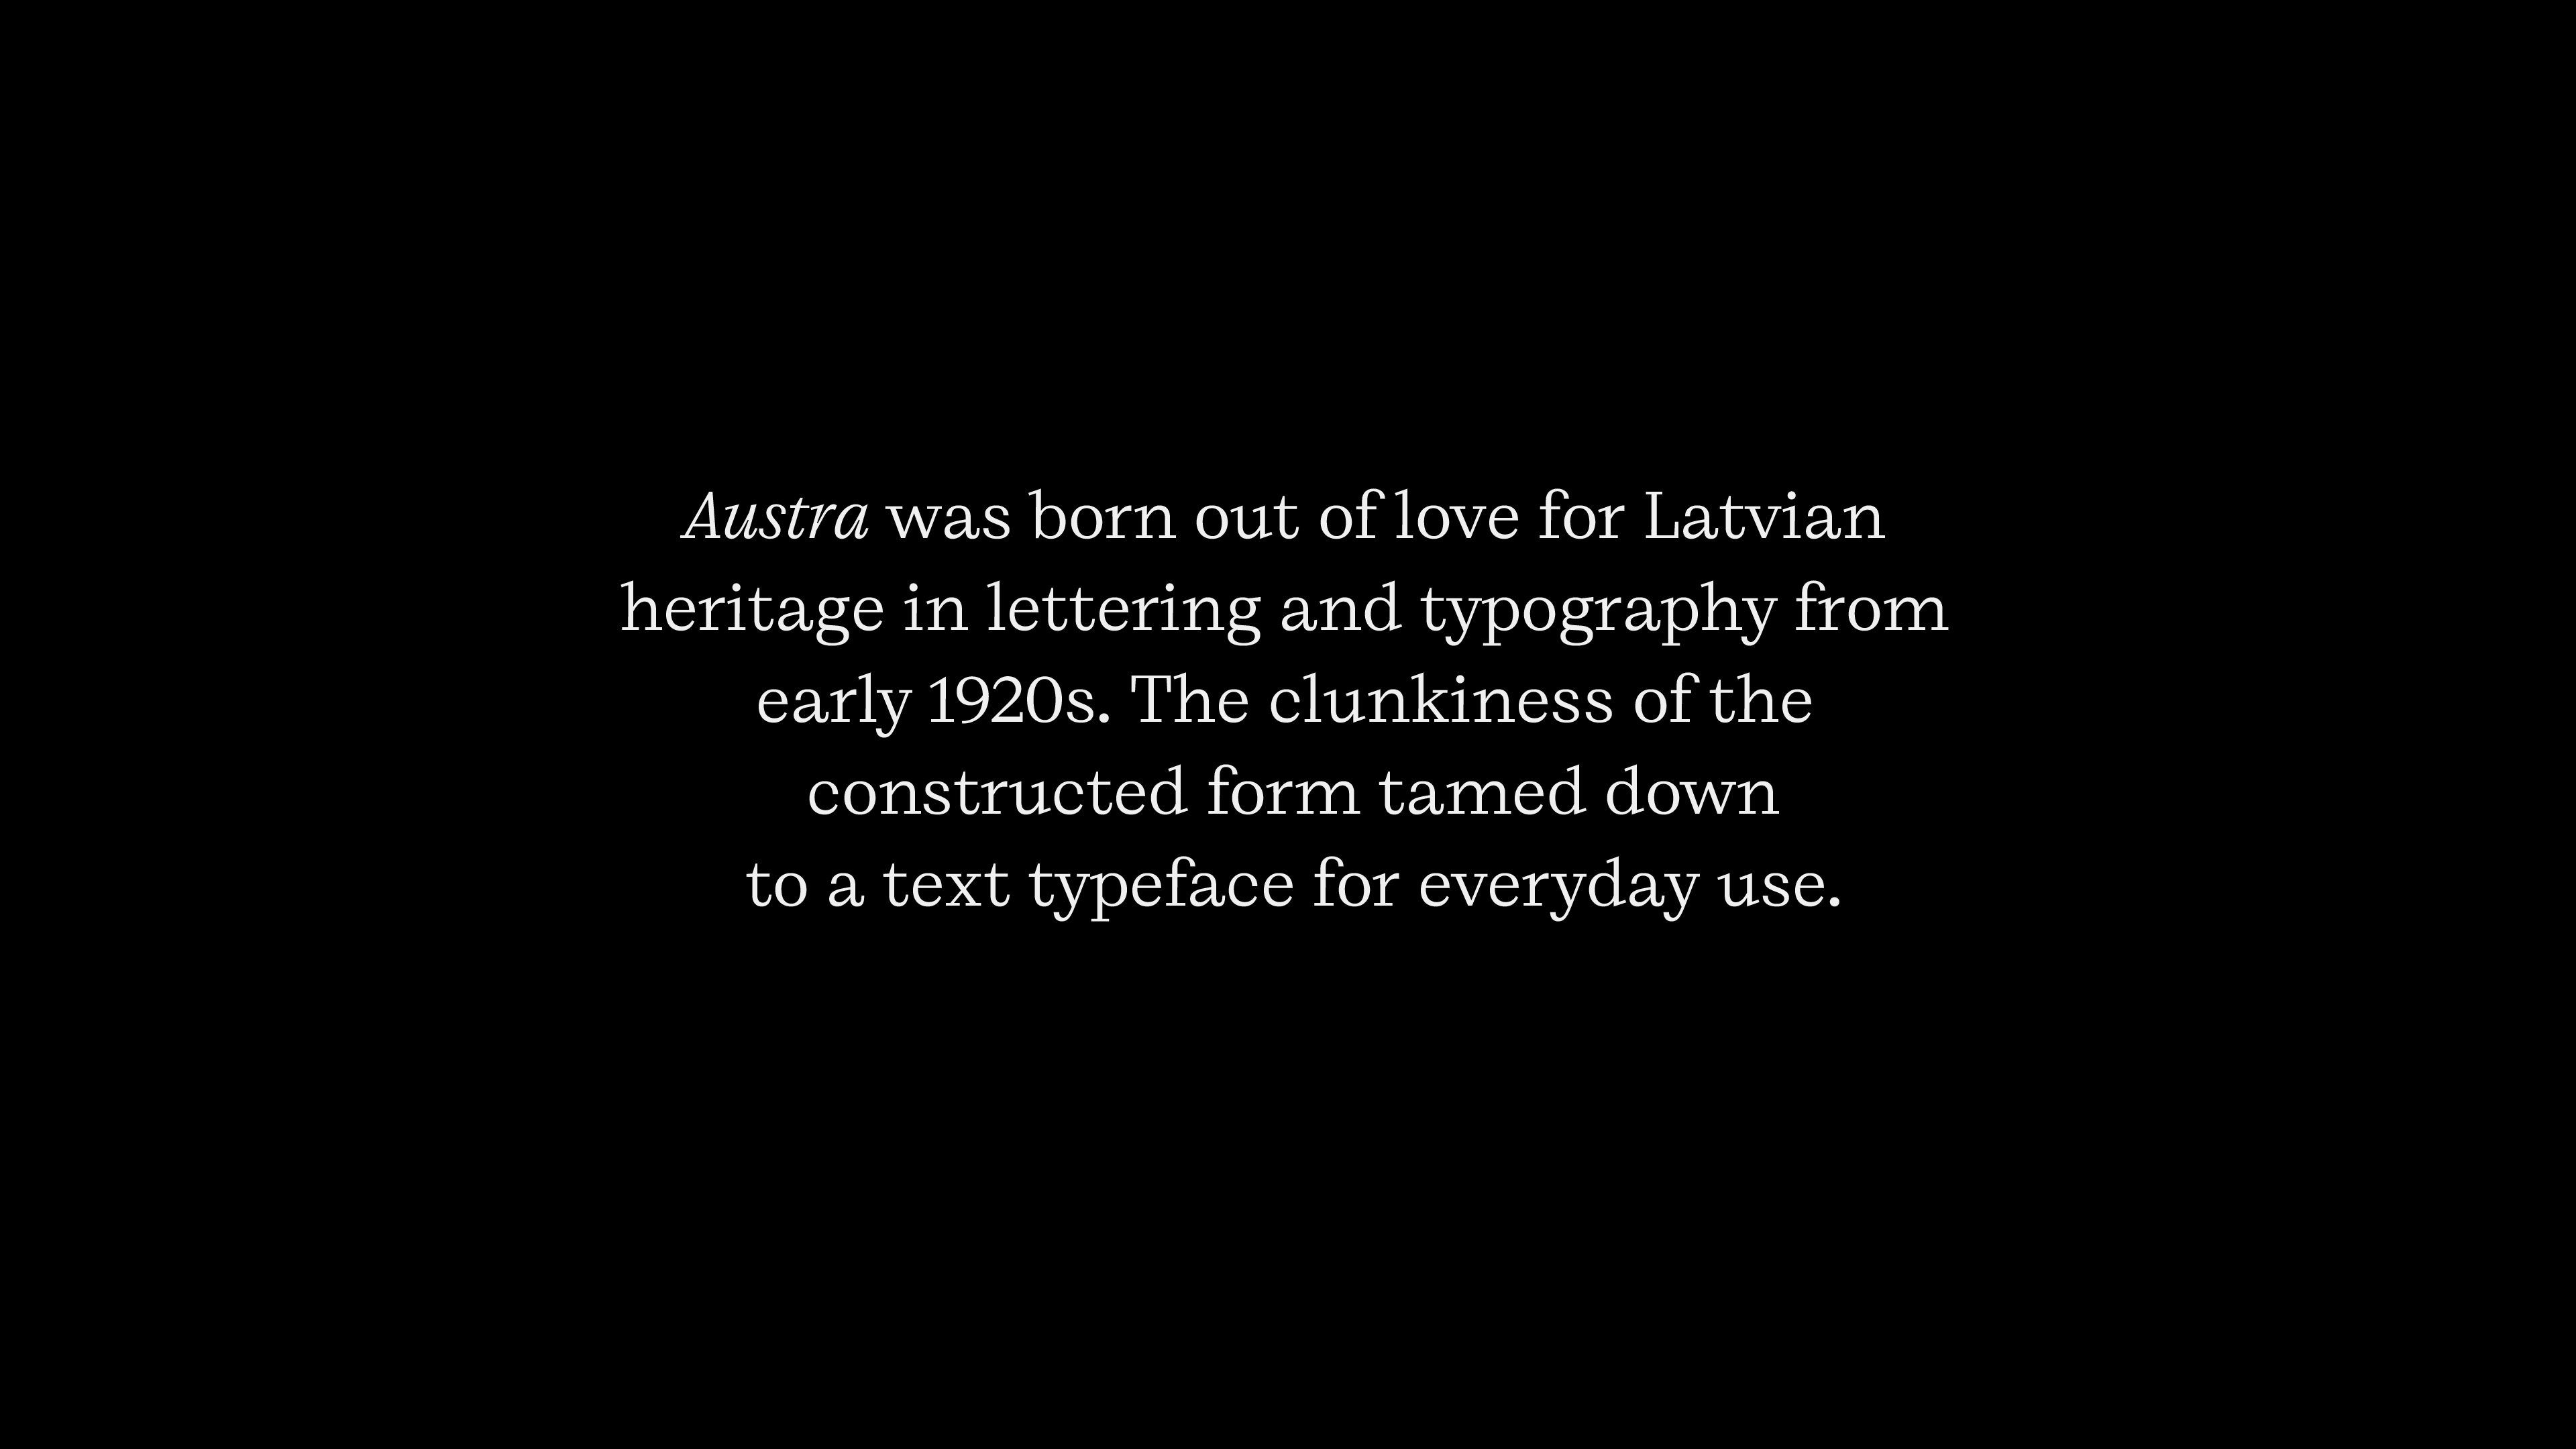 Austra was born out of love for Latvian
heritage in lettering and typography from
early 1920s. The clunkiness of the
constructed form tamed down
to a text typeface for everyday use.